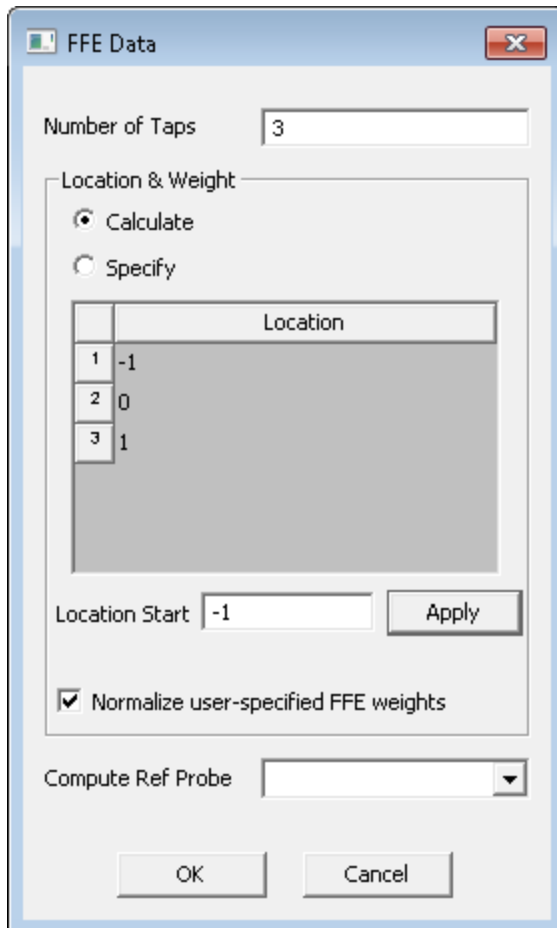 FFE Data
Number of Taps 3
Location & Weight
Calculate
Specify
Location
1 -1
2 0
3 1
Location Start -1 Apply
Normalize user-specified FFE weights
Compute Ref Probe
OK Cancel